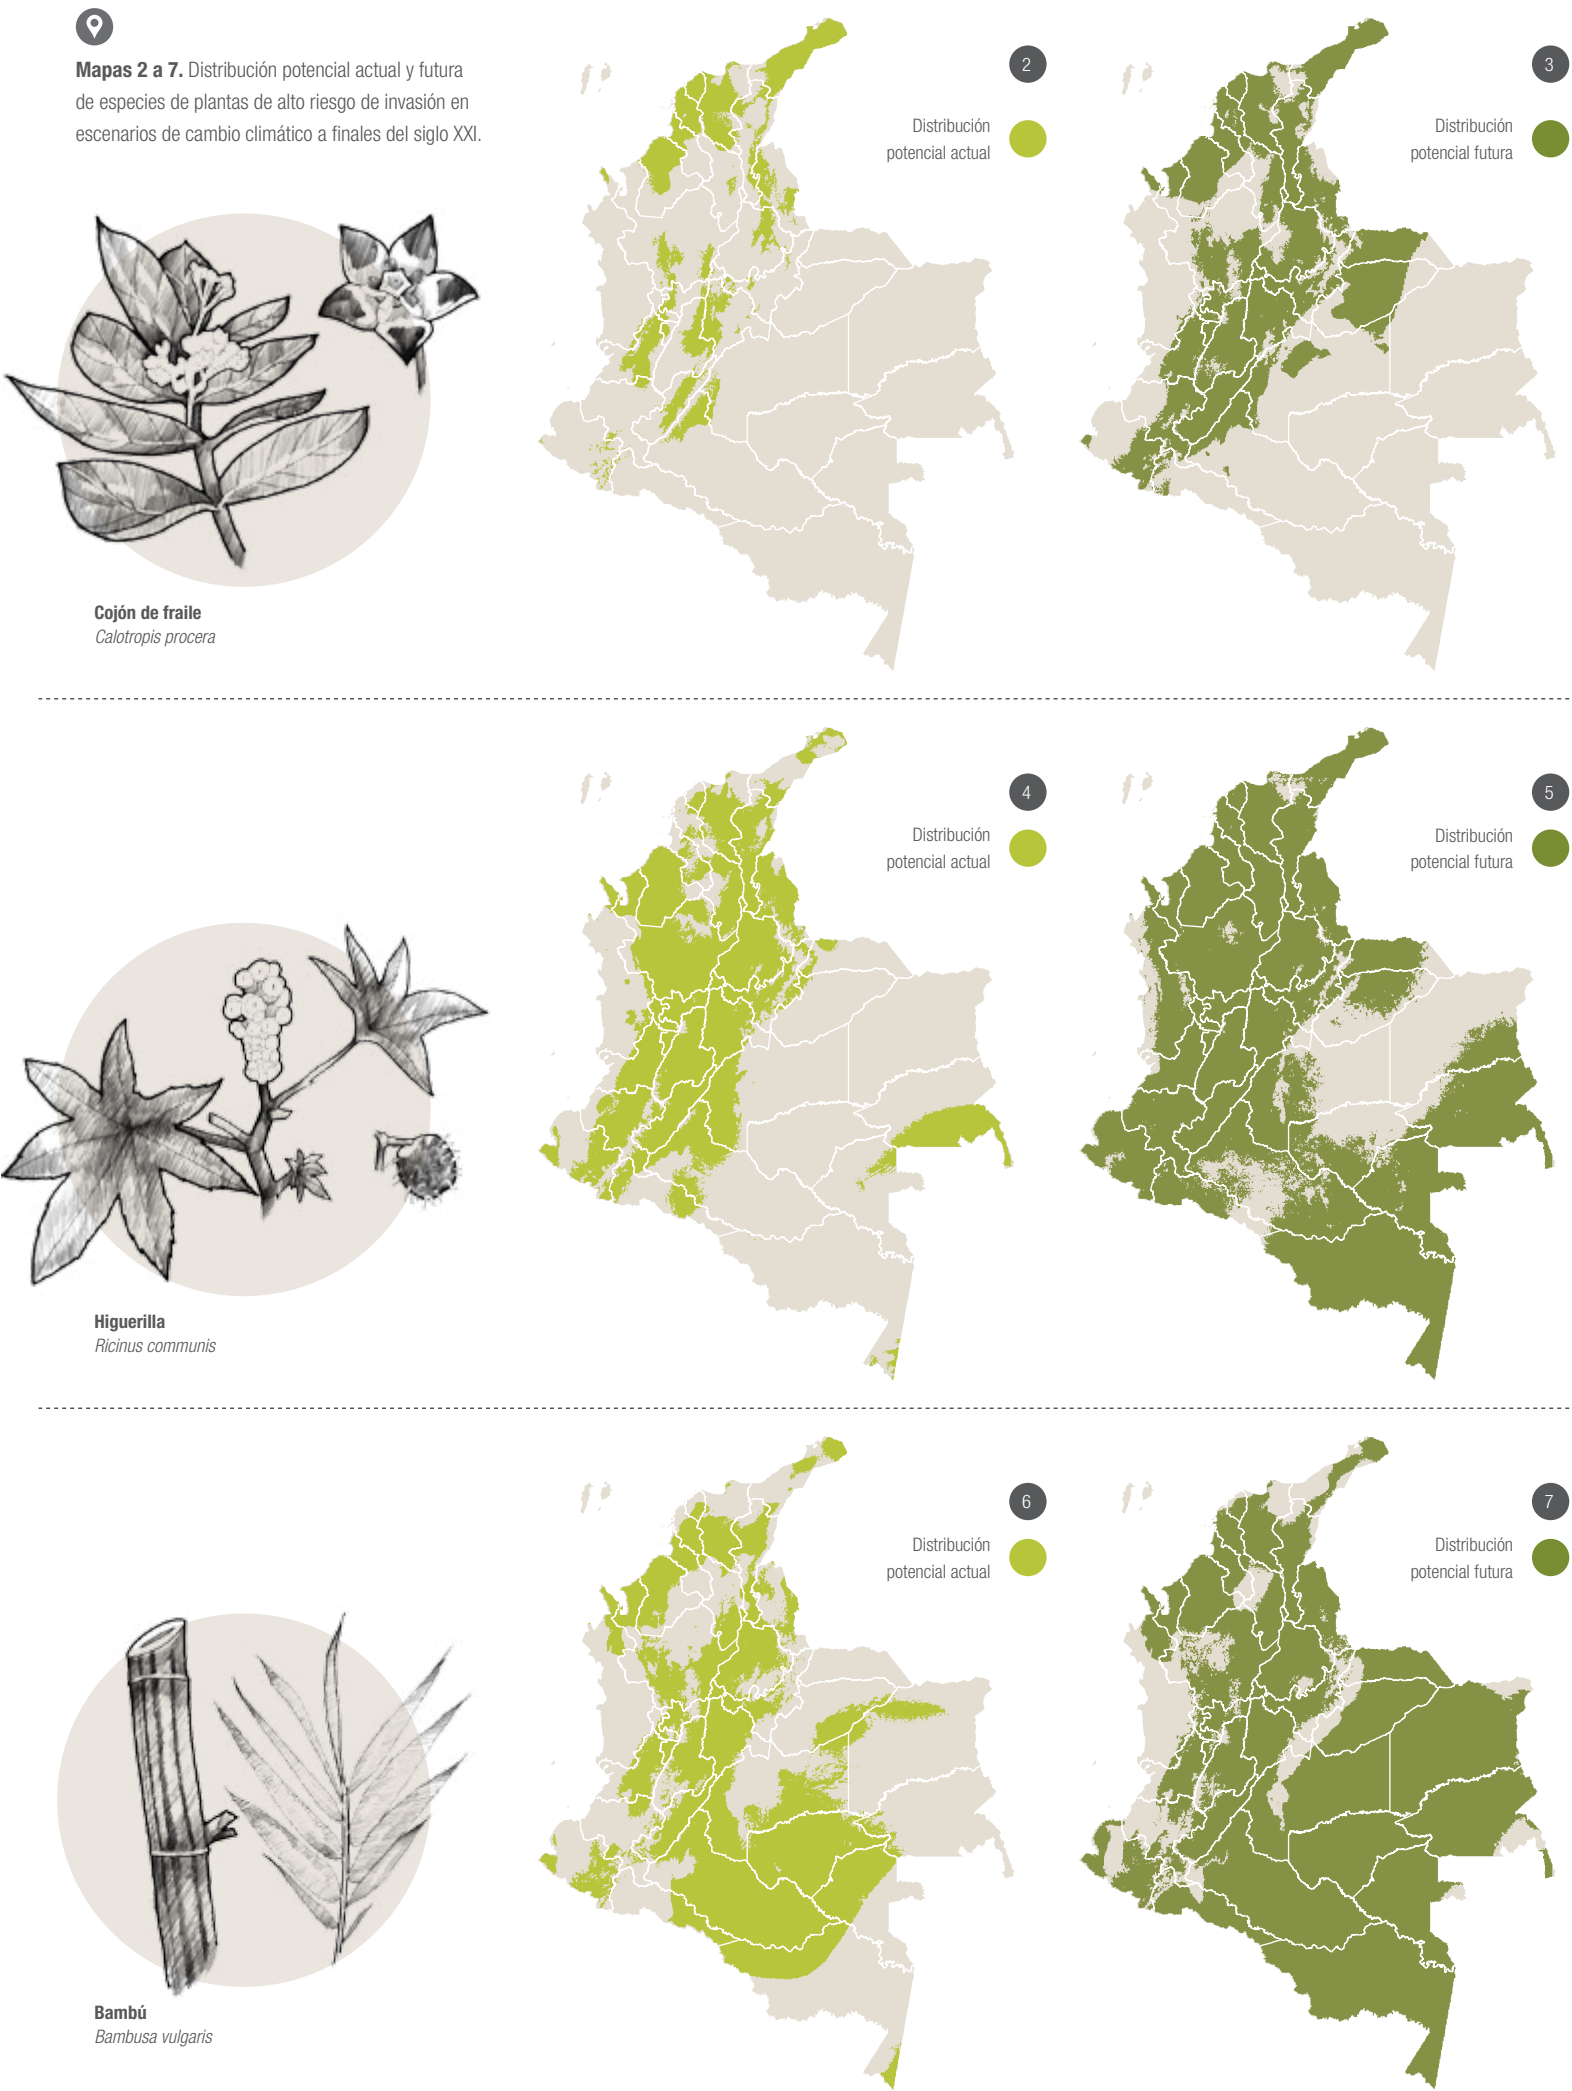 Mapas 2 a 7. Distribución potencial actual y futura
de especies de plantas de alto riesgo de invasión en
escenarios de cambio climático a finales del siglo XXI.
2
Distribución
potencial actual
3
Distribución
potencial futura
Cojón de fraile
Calotropis procera
4
Distribución
potencial actual
5
Distribución
potencial futura
Higuerilla
Ricinus communis
6
Distribución
potencial actual
7
Distribución
potencial futura
Bambú
Bambusa vulgaris